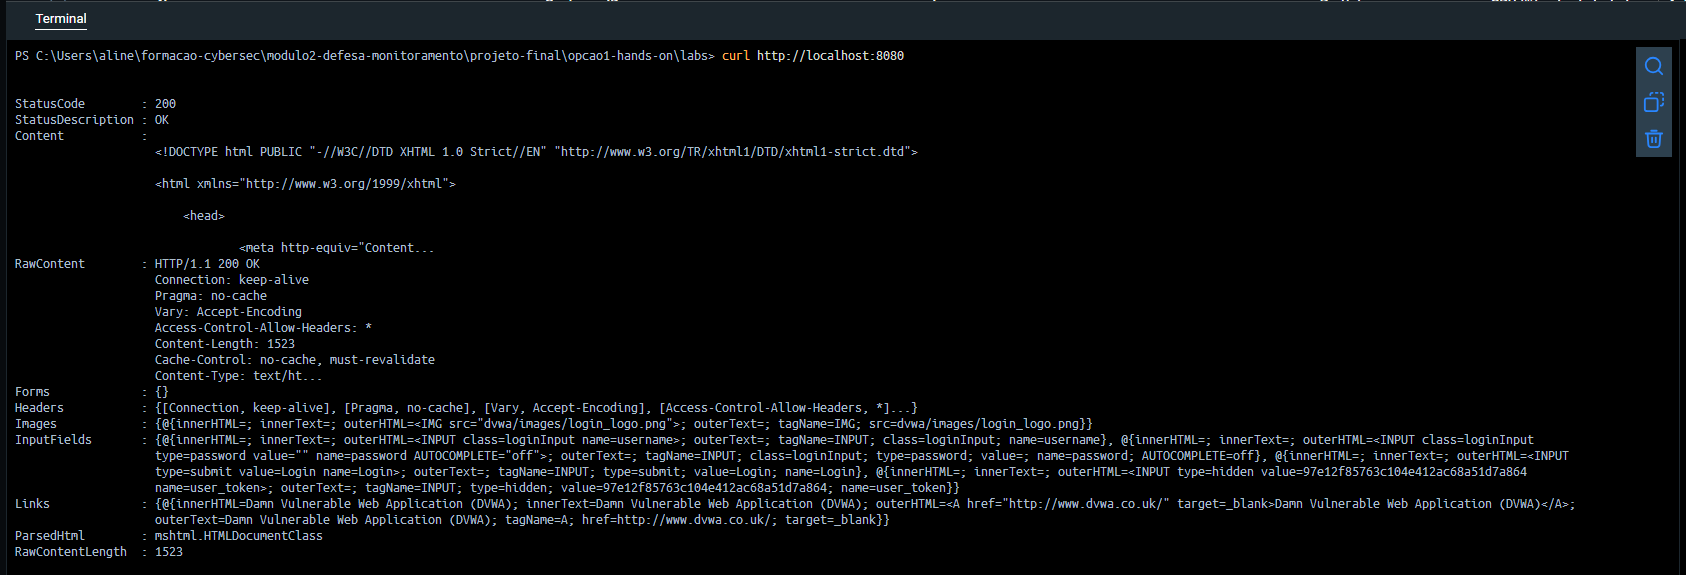 Terminal
PS C:\Users\aline\formacao-cybersec\modulo2-defesa-monitoramento\projeto-final\opcao1-hands-on\labs> curl http://localhost:8080
StatusCode        : 200
StatusDescription : OK
Content           :
                    <!DOCTYPE html PUBLIC "-//W3C//DTD XHTML 1.0 Strict//EN" "http://www.w3.org/TR/xhtml1/DTD/xhtml1-strict.dtd">
                    <html xmlns="http://www.w3.org/1999/xhtml">
                        <head>
                                <meta http-equiv="Content...
RawContent        : HTTP/1.1 200 OK
                    Connection: keep-alive
                    Pragma: no-cache
                    Vary: Accept-Encoding
                    Access-Control-Allow-Headers: *
                    Content-Length: 1523
                    Cache-Control: no-cache, must-revalidate
                    Content-Type: text/ht...
Forms             : {}
Headers           : {[Connection, keep-alive], [Pragma, no-cache], [Vary, Accept-Encoding], [Access-Control-Allow-Headers, *]...}
Images            : {@{innerHTML=; innerText=; outerHTML=<IMG src="dvwa/images/login_logo.png">; outerText=; tagName=IMG; src=dvwa/images/login_logo.png}}
InputFields       : {@{innerHTML=; innerText=; outerHTML=<INPUT class=loginInput name=username>; outerText=; tagName=INPUT; class=loginInput; name=username}, @{innerHTML=; innerText=; outerHTML=<INPUT class=loginInput
                    type=password value="" name=password AUTOCOMPLETE="off">; outerText=; tagName=INPUT; class=loginInput; type=password; value=; name=password; AUTOCOMPLETE=off}, @{innerHTML=; innerText=; outerHTML=<INPUT
                    type=submit value=Login name=Login>; outerText=; tagName=INPUT; type=submit; value=Login; name=Login}, @{innerHTML=; innerText=; outerHTML=<INPUT type=hidden value=97e12f85763c104e412ac68a51d7a864
                    name=user_token>; outerText=; tagName=INPUT; type=hidden; value=97e12f85763c104e412ac68a51d7a864; name=user_token}}
Links             : {@{innerHTML=Damn Vulnerable Web Application (DVWA); innerText=Damn Vulnerable Web Application (DVWA); outerHTML=<A href="http://www.dvwa.co.uk/" target=_blank>Damn Vulnerable Web Application (DVWA)</A>;
                    outerText=Damn Vulnerable Web Application (DVWA); tagName=A; href=http://www.dvwa.co.uk/; target=_blank}}
ParsedHtml        : mshtml.HTMLDocumentClass
RawContentLength  : 1523